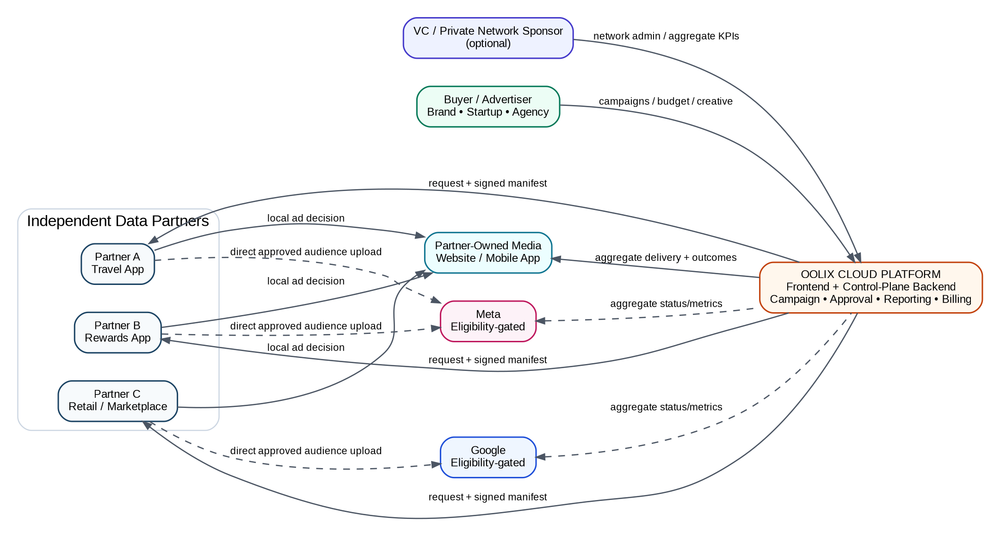 VC / Private Network Sponsor
(optional)
network admin / aggregate KPIs
Buyer / Advertiser
Brand • Startup • Agency
campaigns / budget / creative
request + signed manifest
Independent Data Partners
local ad decision
Partner A
Travel App
direct approved audience upload
Partner-Owned Media
Website / Mobile App
aggregate delivery + outcomes
OOLIX CLOUD PLATFORM
Frontend + Control-Plane Backend
Campaign • Approval • Reporting • Billing
local ad decision
Meta
Eligibility-gated
aggregate status/metrics
Partner B
Rewards App
direct approved audience upload
local ad decision
request + signed manifest
Partner C
Retail / Marketplace
aggregate status/metrics
direct approved audience upload
Google
Eligibility-gated
request + signed manifest